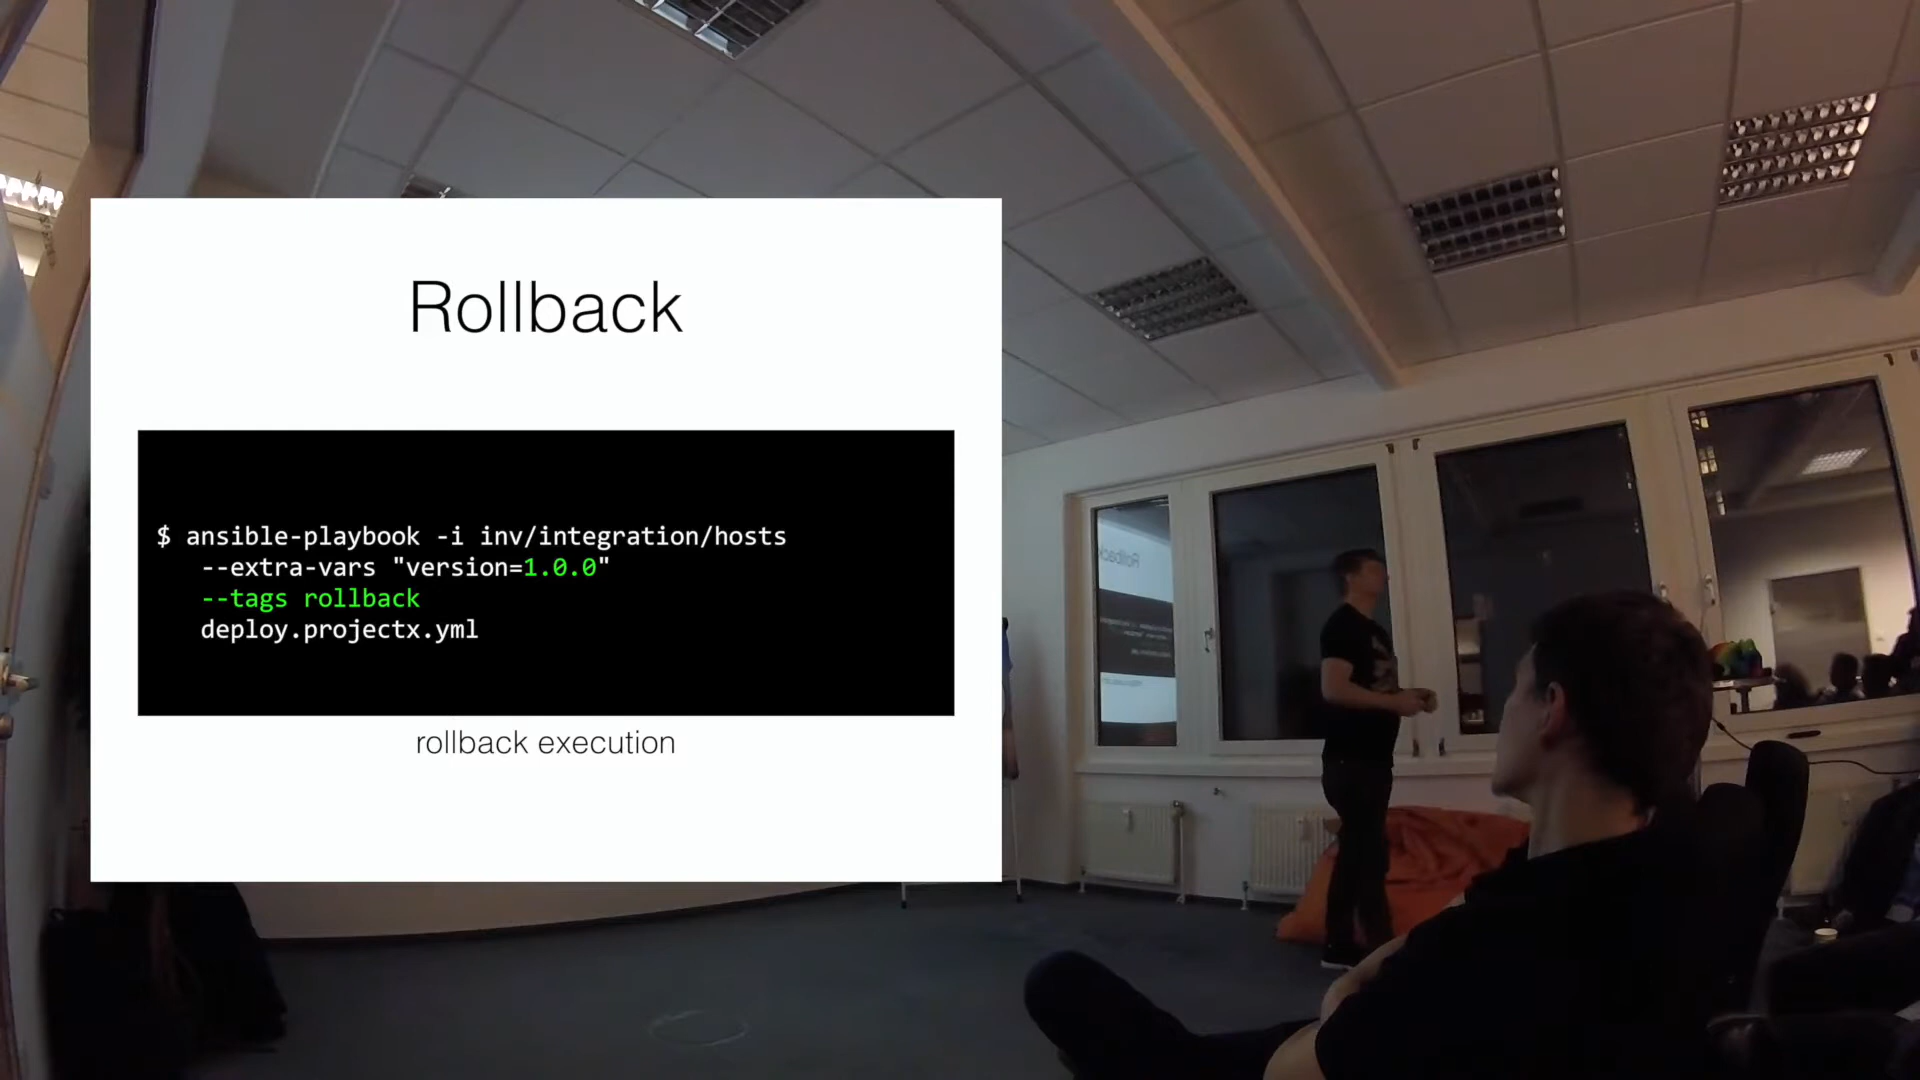 Rollback
$ ansible-playbook -i inv/integration/hosts
--extra-vars "version=1.0.0"
--tags rollback
deploy.projectx.yml
rollback execution